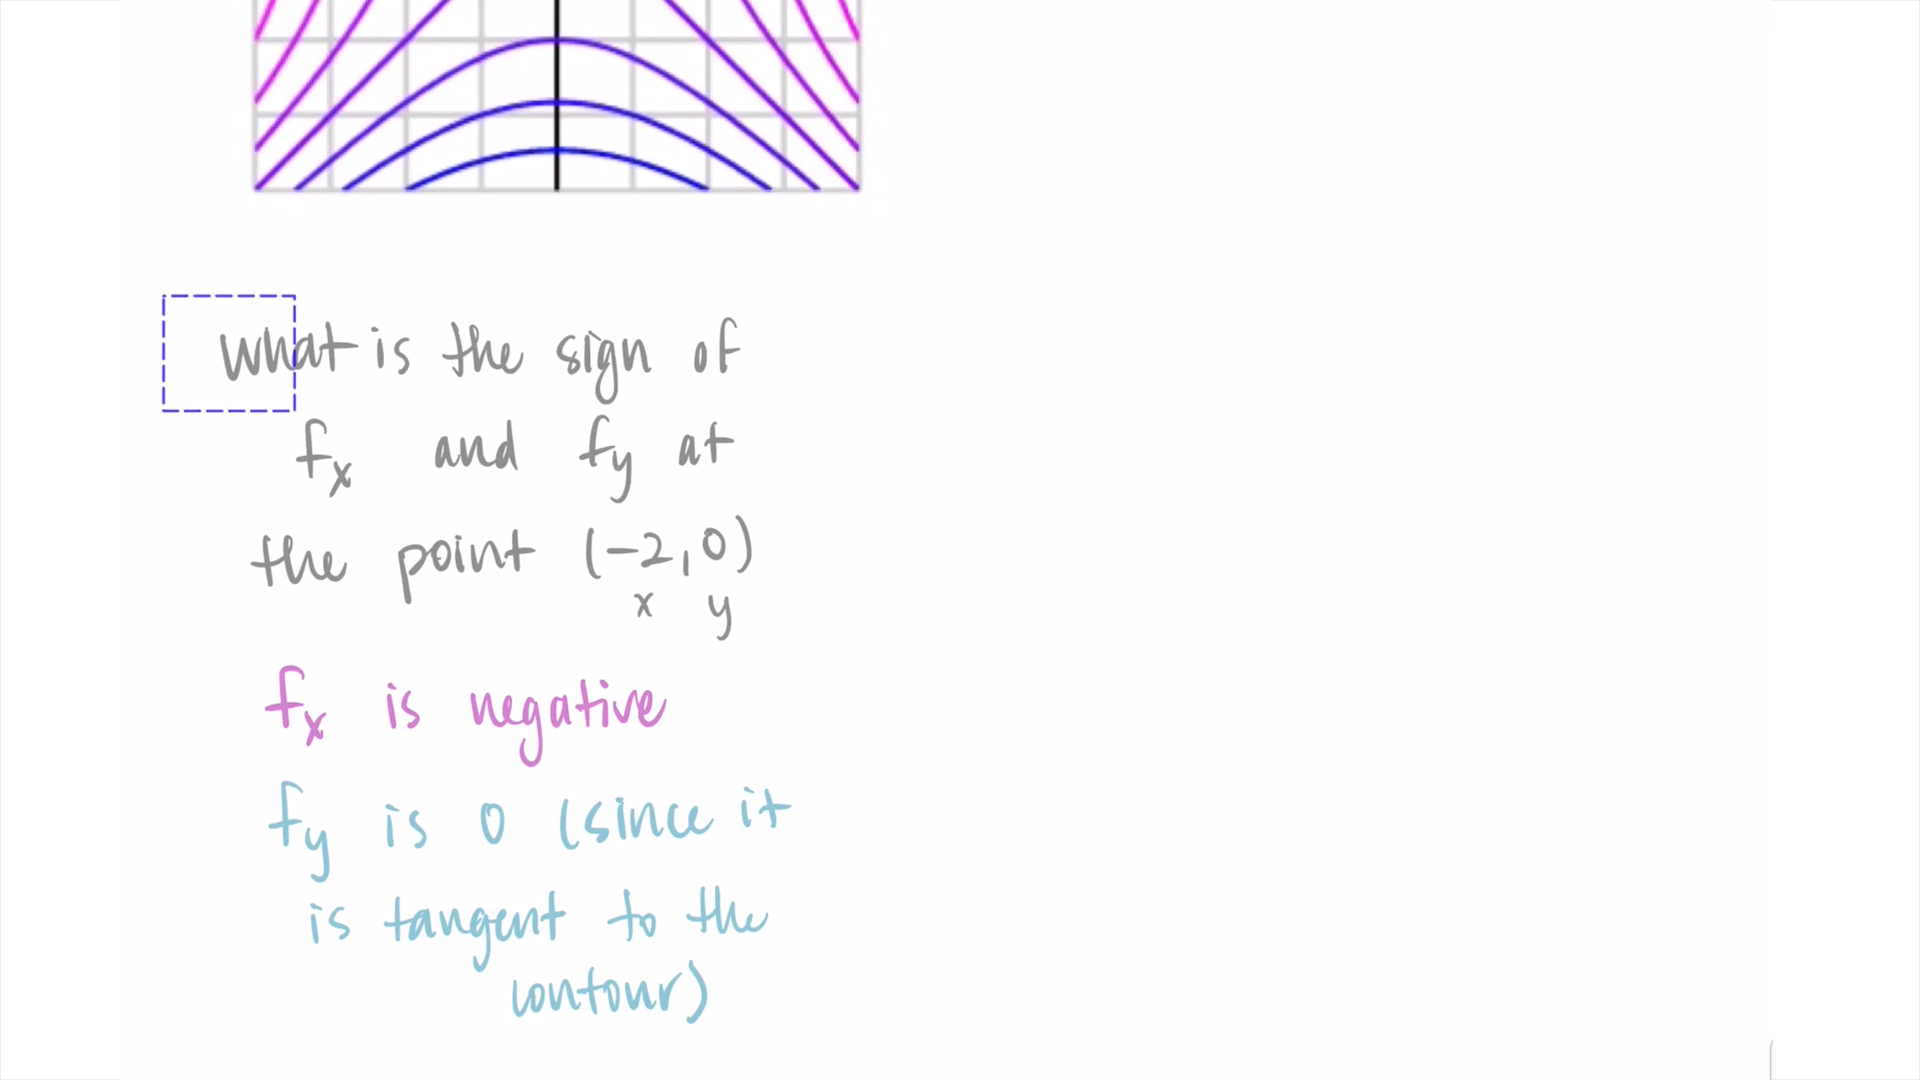 What is the sign of
fx and fy at
the point (-2,0)
x y
fx is negative
fy is 0 (since it
is tangent to the
contour)